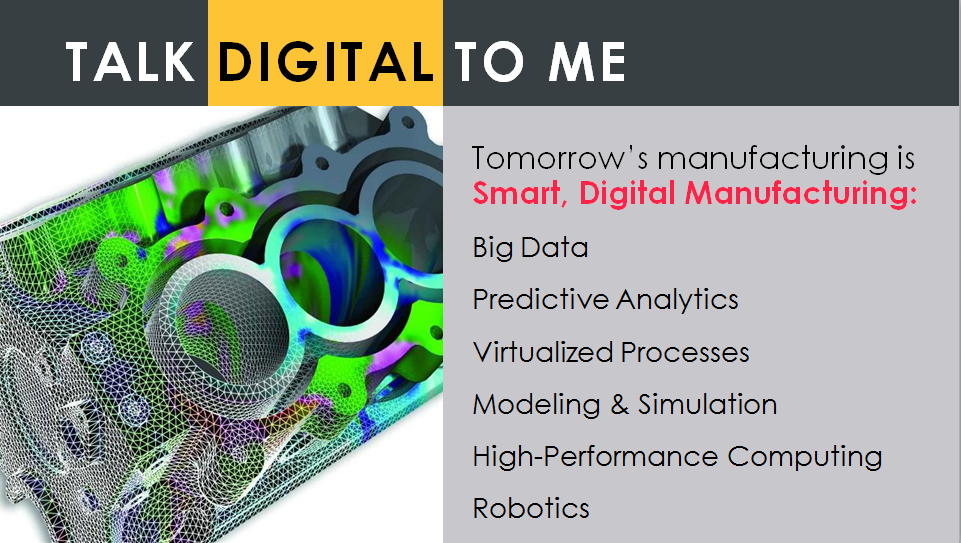 TALK DIGITAL TO ME
Tomorrow's manufacturing is
Smart, Digital Manufacturing:
Big Data
Predictive Analytics
Virtualized Processes
Modeling & Simulation
High-Performance Computing
Robotics